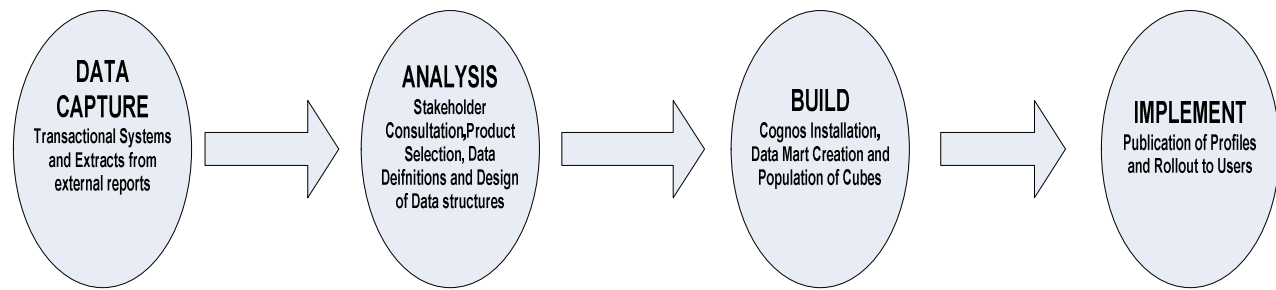 DATA
CAPTURE
Transactional Systems
and Extracts from
external reports
ANALYSIS
Stakeholder
Consultation,Product
Selection, Data
Deifnitions and Design
of Data structures
BUILD
Cognos Installation,
Data Mart Creation and
Population of Cubes
IMPLEMENT
Publication of Profiles
and Rollout to Users